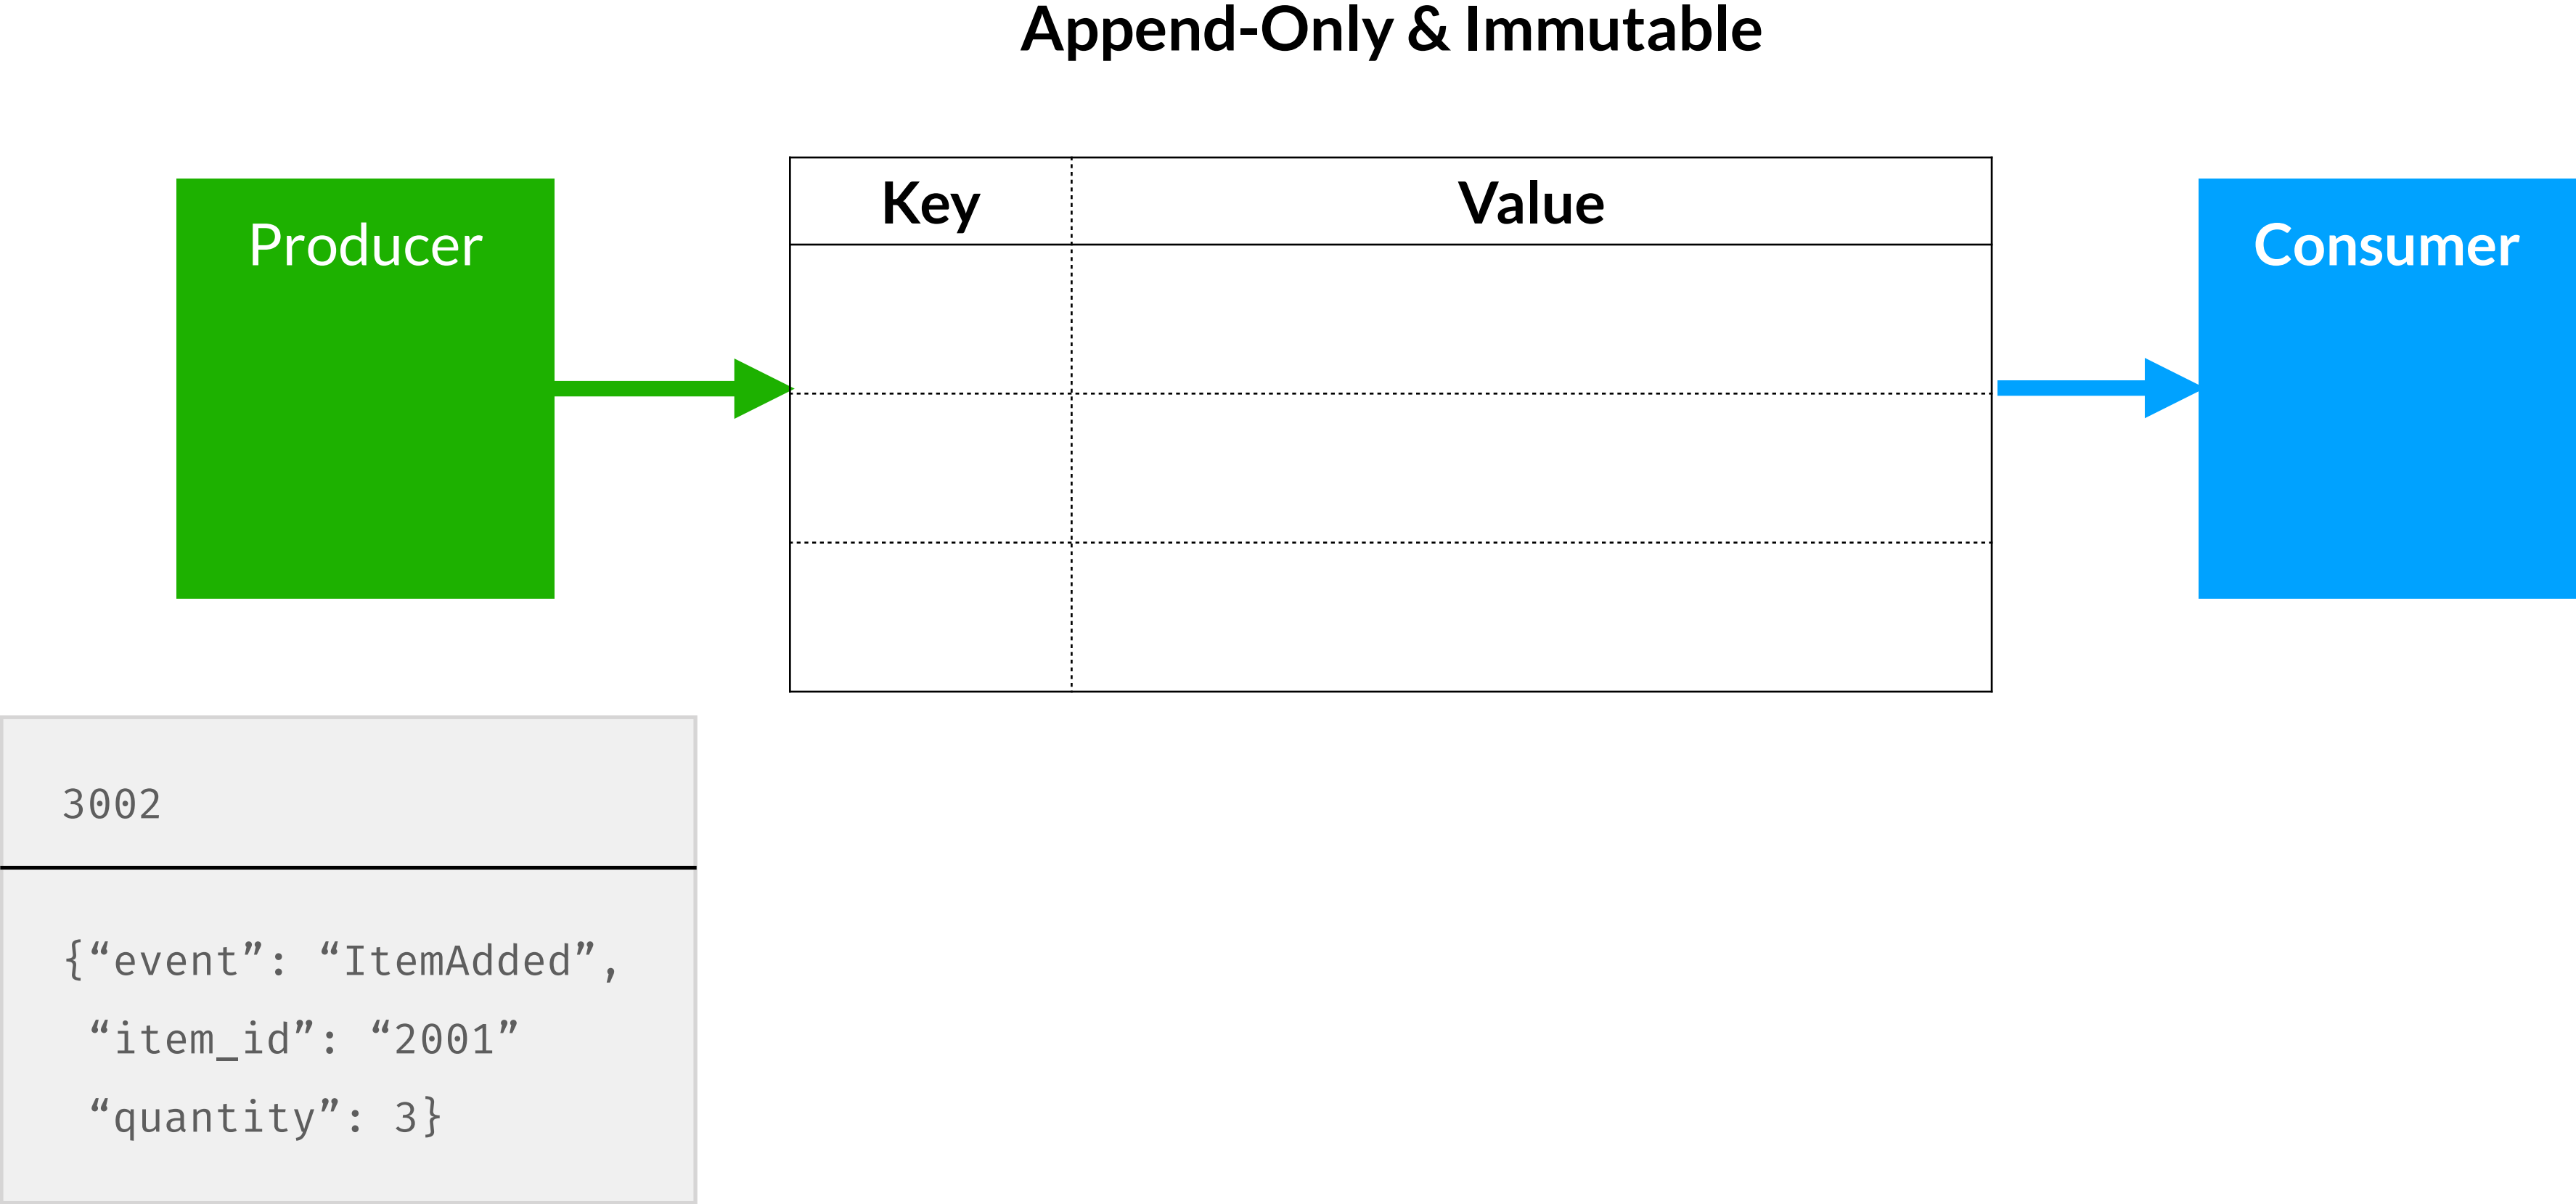 Append-Only & Immutable
Producer
Key
Value
Consumer
3002
{“event”: “ItemAdded”,
“item_id”: “2001”
“quantity”: 3}